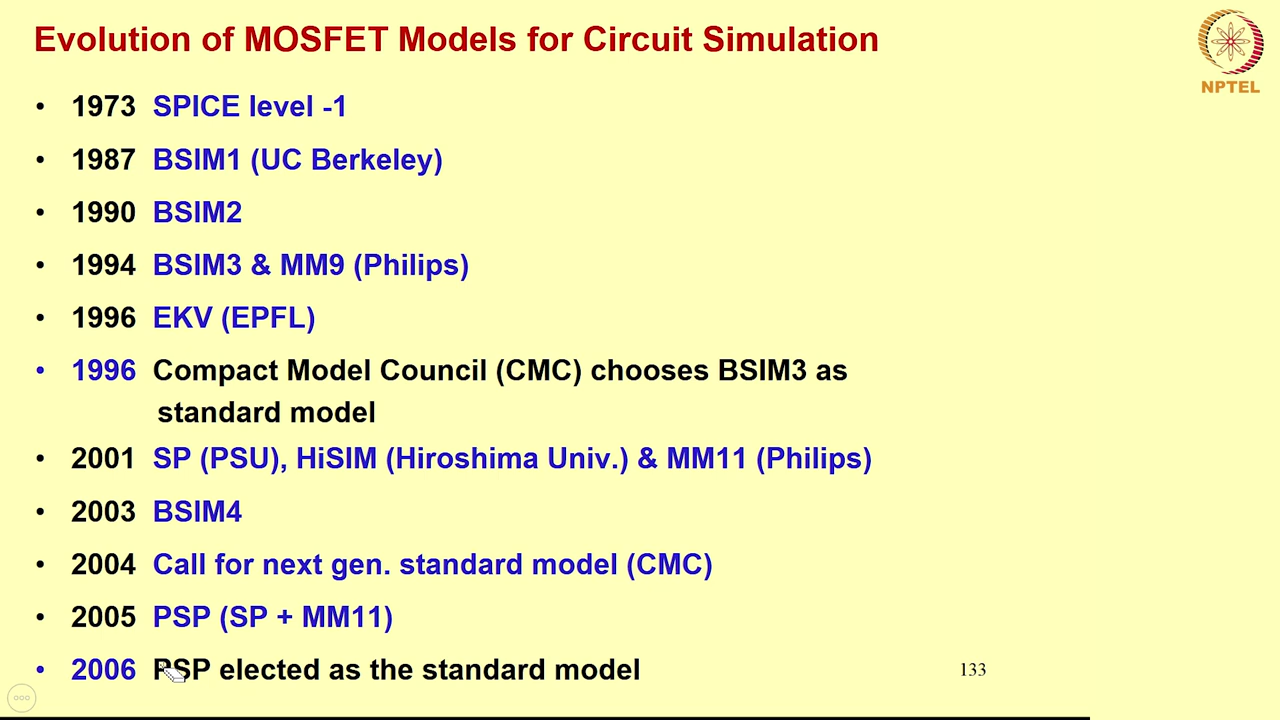 Evolution of MOSFET Models for Circuit Simulation
NPTEL
• 1973 SPICE level -1
• 1987 BSIM1 (UC Berkeley)
• 1990 BSIM2
• 1994 BSIM3 & MM9 (Philips)
• 1996 EKV (EPFL)
• 1996 Compact Model Council (CMC) chooses BSIM3 as
standard model
• 2001 SP (PSU), HiSIM (Hiroshima Univ.) & MM11 (Philips)
• 2003 BSIM4
• 2004 Call for next gen. standard model (CMC)
• 2005 PSP (SP + MM11)
• 2006 PSP elected as the standard model
133